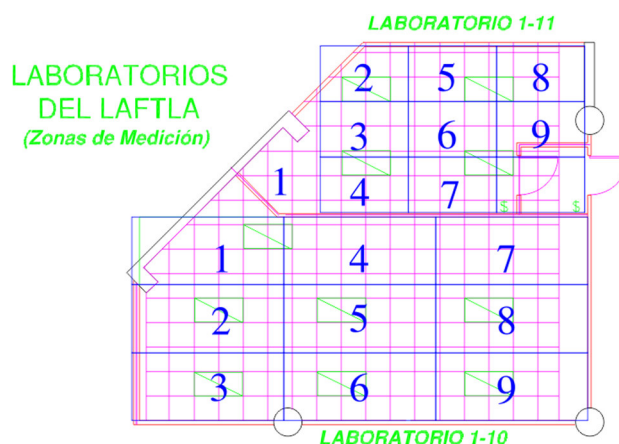 LABORATORIO 1-11
LABORATORIOS
DEL LAFTLA
(Zonas de Medición)
2 5 8
3 6 9
1 4 7
1 4 7
2 5 8
3 6 9
$ $
LABORATORIO 1-10